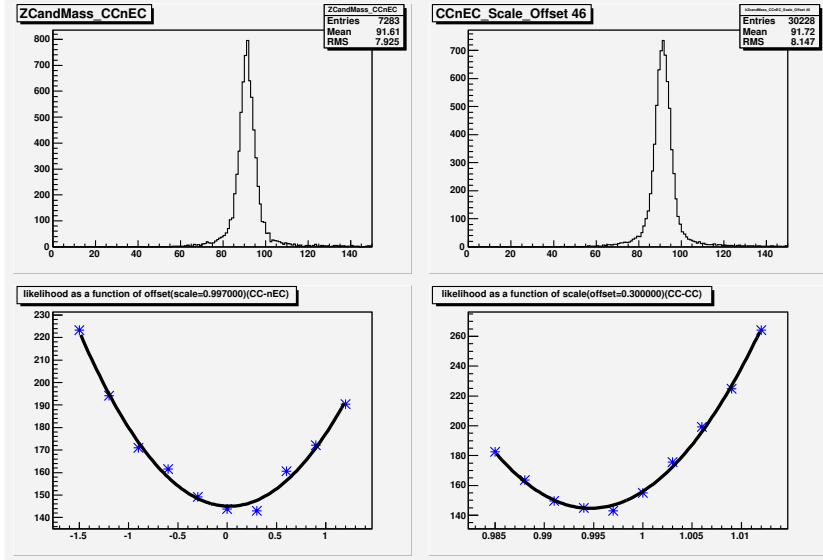 ZCandMass_CCnEC
ZCandMass_CCnEC
Entries 7283
Mean 91.61
RMS 7.925
800
700
600
500
400
300
200
100
0
0 20 40 60 80 100 120 140
CCnEC_Scale_Offset 46
Entries 30228
Mean 91.72
RMS 8.147
700
600
500
400
300
200
100
0
0 20 40 60 80 100 120 140
likelihood as a function of offset(scale=0.997000)(CC-nEC)
230
220
210
200
190
180
170
160
150
140
-1.5 -1 -0.5 0 0.5 1
likelihood as a function of scale(offset=0.300000)(CC-CC)
260
240
220
200
180
160
140
0.985 0.99 0.995 1 1.005 1.01